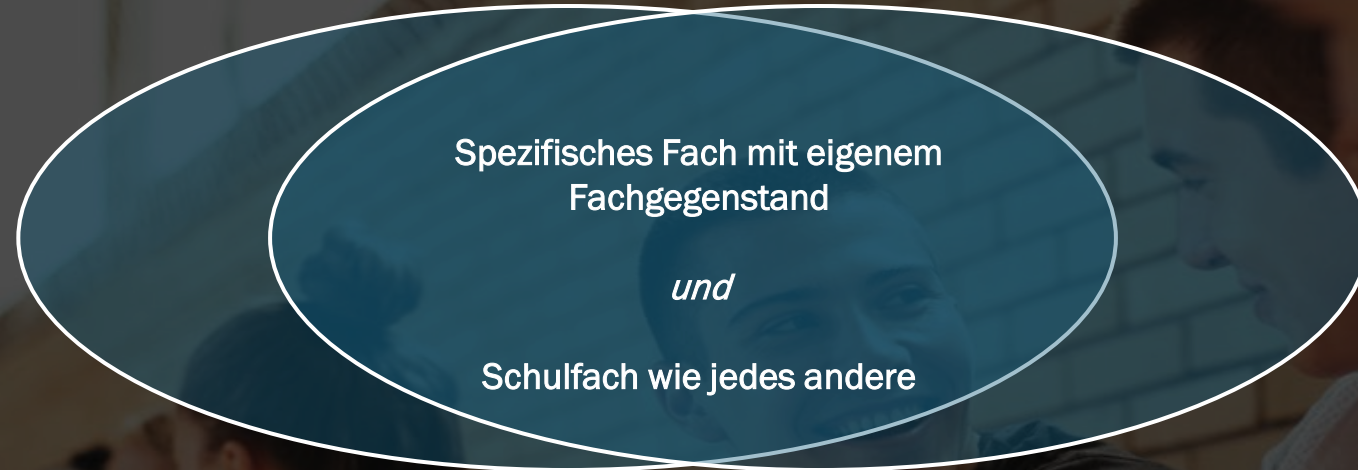 Spezifisches Fach mit eigenem
Fachgegenstand
und
Schulfach wie jedes andere